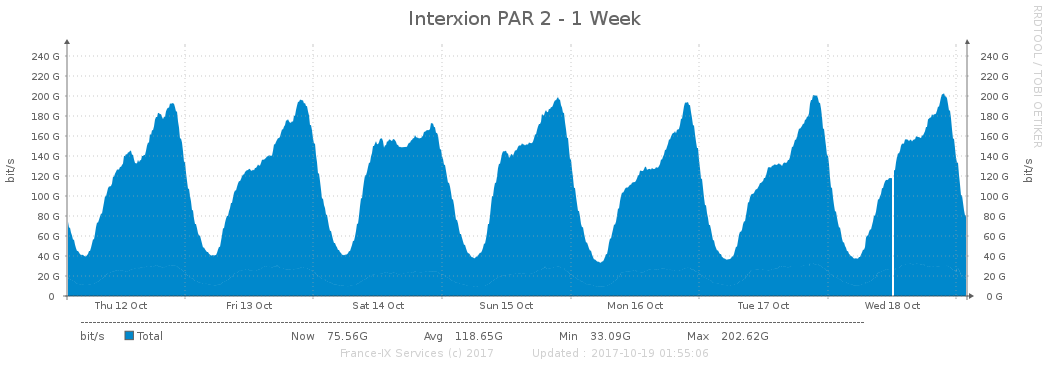 Interxion PAR 2 - 1 Week
RRDTOOL / TOBI OETIKER
bit/s
240 G
220 G
200 G
180 G
160 G
140 G
120 G
100 G
80 G
60 G
40 G
20 G
0
240 G
220 G
200 G
180 G
160 G
140 G
120 G
100 G
80 G
60 G
40 G
20 G
0 G
bit/s
Thu 12 Oct Fri 13 Oct Sat 14 Oct Sun 15 Oct Mon 16 Oct Tue 17 Oct Wed 18 Oct
bit/s Total Now 75.56G Avg 118.65G Min 33.09G Max 202.62G
France-IX Services (c) 2017 Updated : 2017-10-19 01:55:06